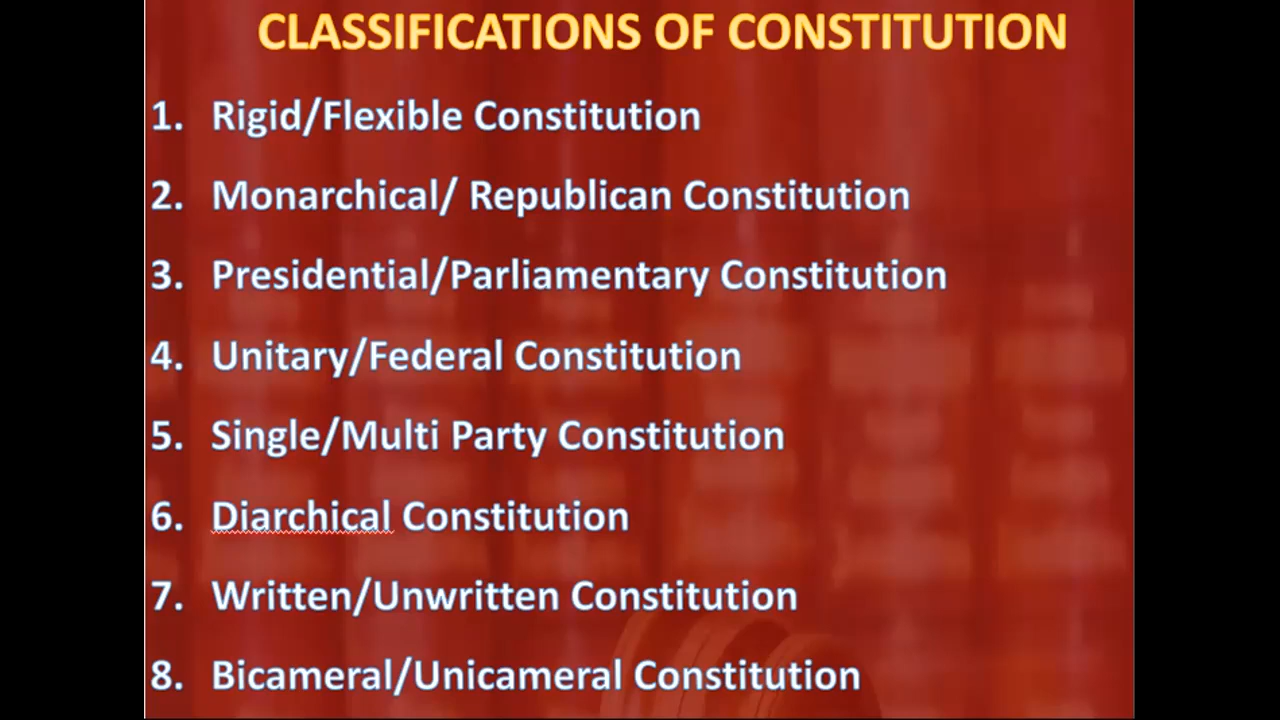 CLASSIFICATIONS OF CONSTITUTION
1. Rigid/Flexible Constitution
2. Monarchical/ Republican Constitution
3. Presidential/Parliamentary Constitution
4. Unitary/Federal Constitution
5. Single/Multi Party Constitution
6. Diarchical Constitution
7. Written/Unwritten Constitution
8. Bicameral/Unicameral Constitution